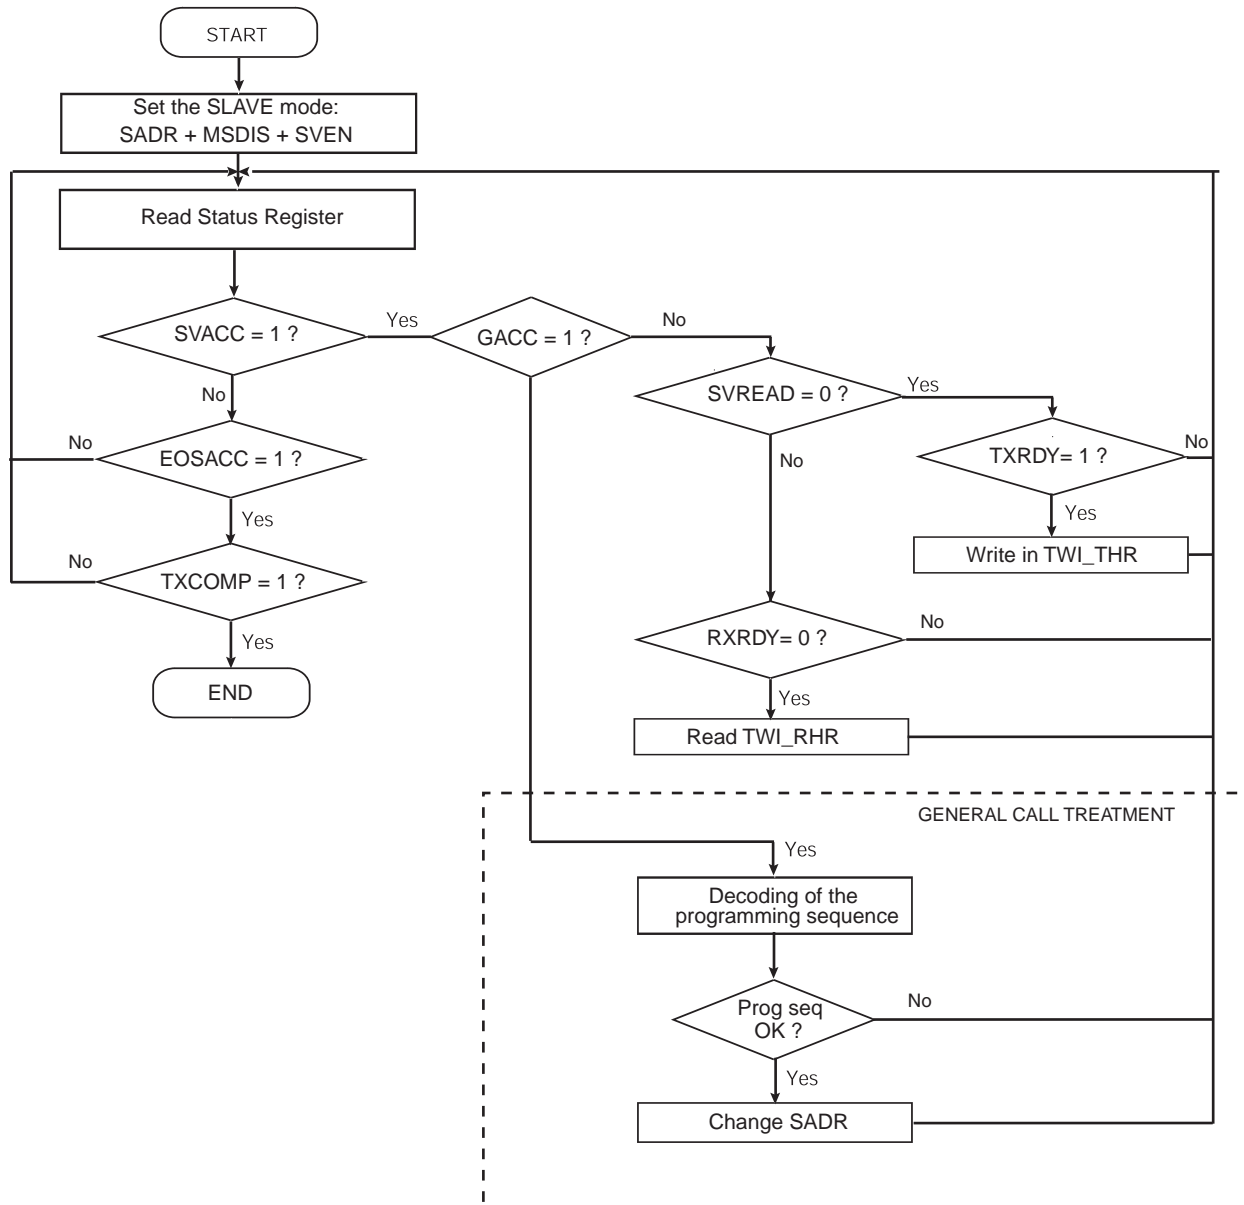 START
Set the SLAVE mode:
SADR + MSDIS + SVEN
Read Status Register
SVACC = 1 ?
Yes
GACC = 1 ?
No
SVREAD = 0 ?
Yes
No
No
EOSACC = 1 ?
No
TXRDY= 1 ?
No
Yes
Yes
Write in TWI_THR
No
TXCOMP = 1 ?
Yes
RXRDY= 0 ?
No
END
Yes
Read TWI_RHR
GENERAL CALL TREATMENT
Yes
Decoding of the
programming sequence
Prog seq
OK ?
No
Yes
Change SADR